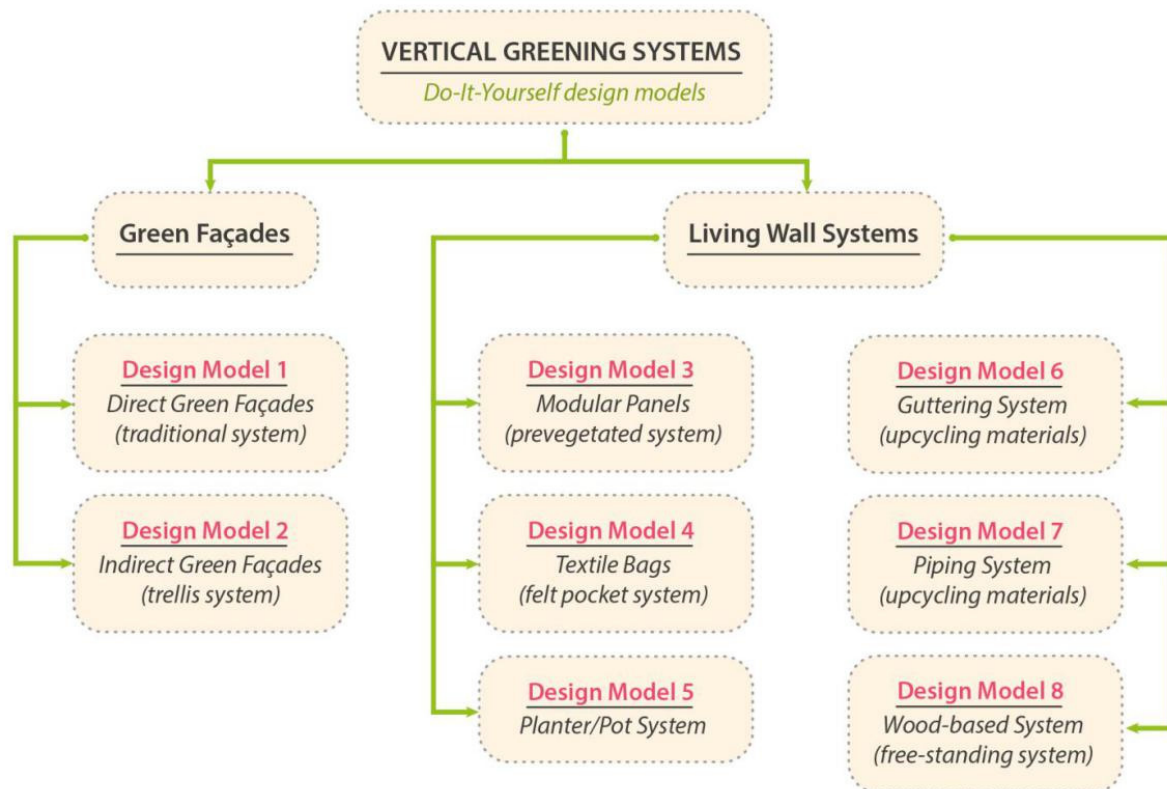 VERTICAL GREENING SYSTEMS
Do-It-Yourself design models
Green Façades
Living Wall Systems
Design Model 1
Direct Green Façades
(traditional system)
Design Model 2
Indirect Green Façades
(trellis system)
Design Model 3
Modular Panels
(prevegetated system)
Design Model 4
Textile Bags
(felt pocket system)
Design Model 5
Planter/Pot System
Design Model 6
Guttering System
(upcycling materials)
Design Model 7
Piping System
(upcycling materials)
Design Model 8
Wood-based System
(free-standing system)